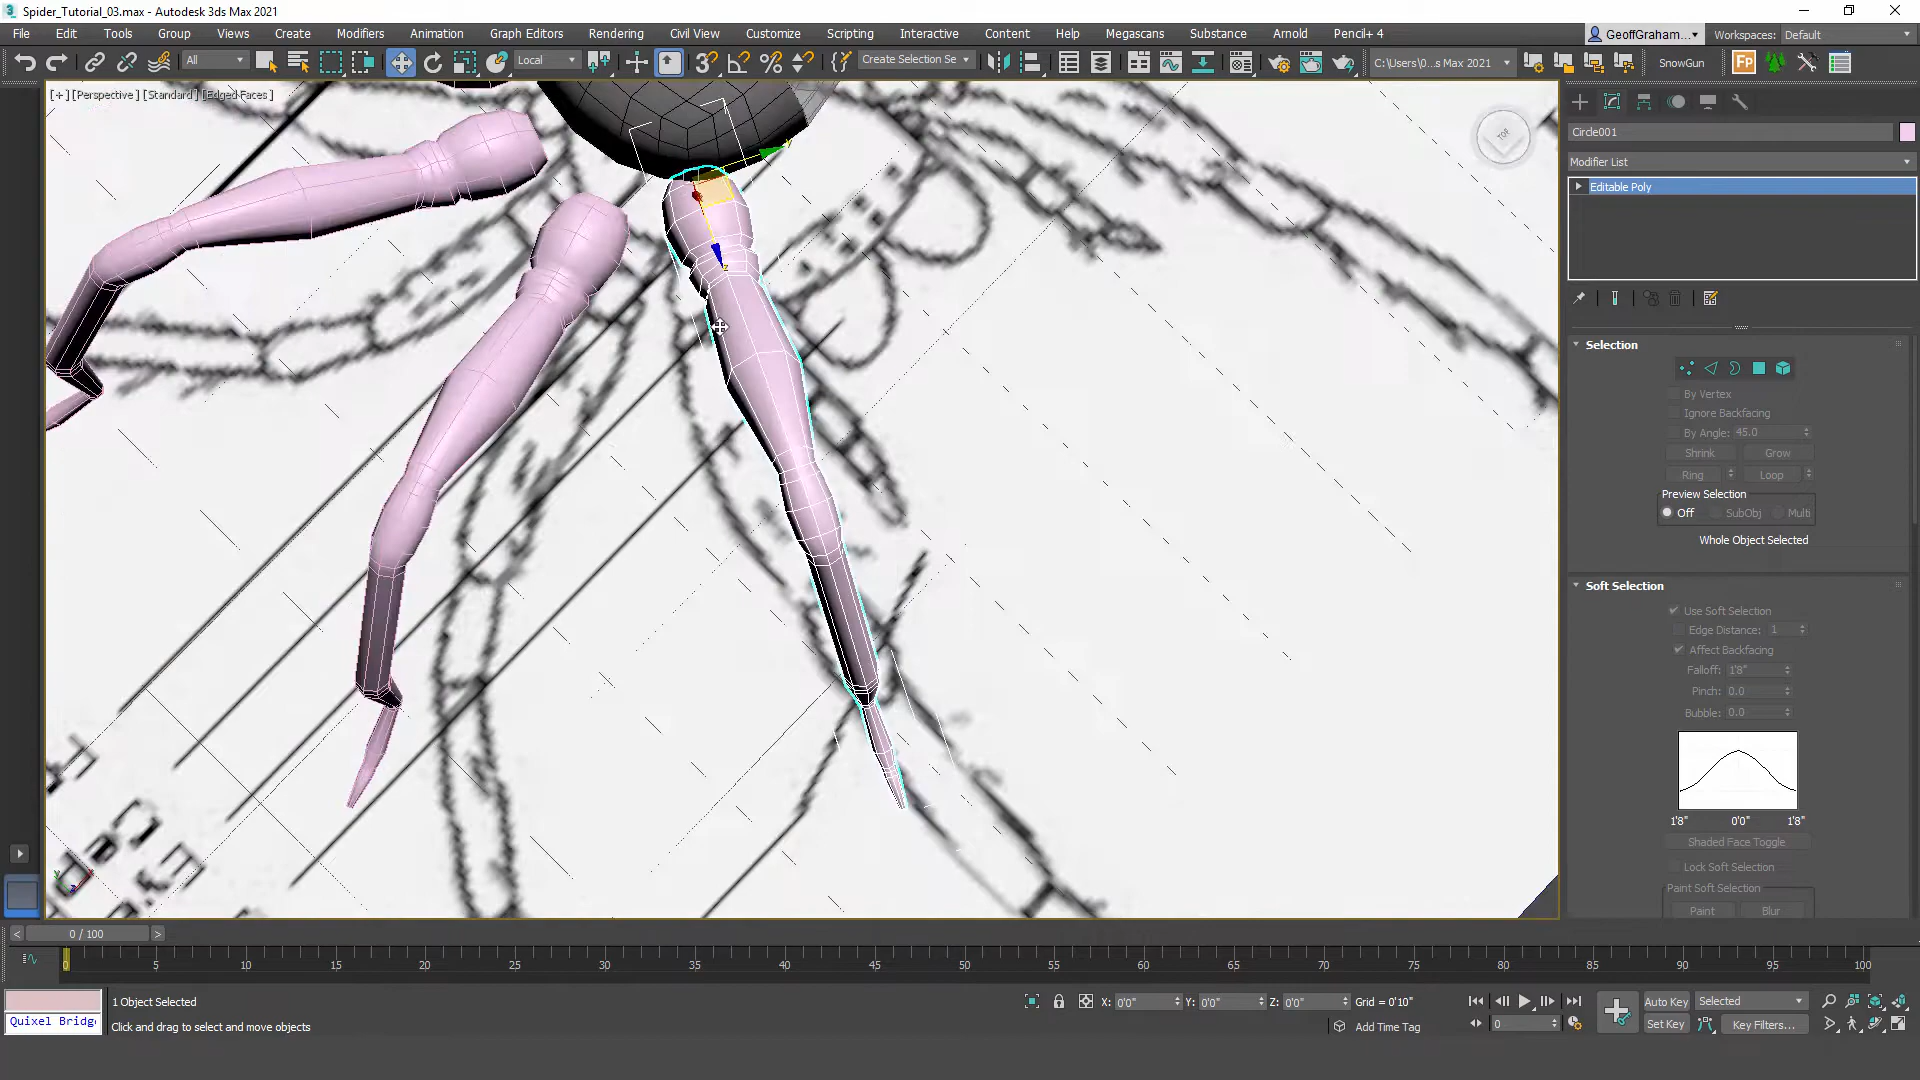 Spider_Tutorial_03.max - Autodesk 3ds Max 2021
File Edit Tools Group Views Create Modifiers Animation Graph Editors Rendering Civil View Customize Scripting Interactive Content Help Megascans Substance Arnold Pencil+ 4 GeoffGraham... Workspaces: Default
All Local Create Selection Se C:\Users\0...s Max 2021 SnowGun
[ + ] [Perspective ] [Standard ] [Edged Faces ]
TOP
Circle001
Modifier List
Editable Poly
Selection
By Vertex
Ignore Backfacing
By Angle: 45.0
Shrink Grow
Ring Loop
Preview Selection
Off SubObj Multi
Whole Object Selected
Soft Selection
Use Soft Selection
Edge Distance: 1
Affect Backfacing
Falloff: 1'8"
Pinch: 0.0
Bubble: 0.0
1'8" 0'0" 1'8"
Shaded Face Toggle
Lock Soft Selection
Paint Soft Selection
Paint Blur
0 / 100
0 5 10 15 20 25 30 35 40 45 50 55 60 65 70 75 80 85 90 95 100
1 Object Selected
X: 0'0" Y: 0'0" Z: 0'0" Grid = 0'10"
Auto Key Selected
Quixel Bridg
Click and drag to select and move objects
Add Time Tag
0
Set Key Key Filters...